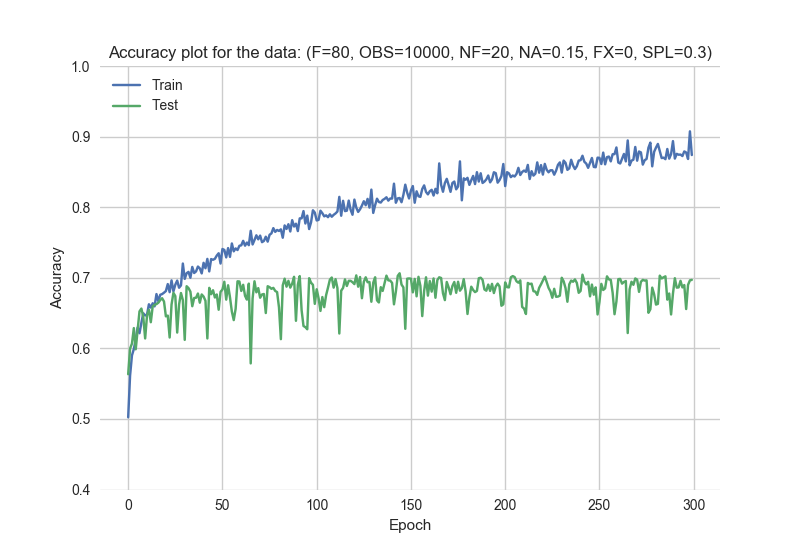 Accuracy plot for the data: (F=80, OBS=10000, NF=20, NA=0.15, FX=0, SPL=0.3)
1.0
Train
Test
0.9
0.8
0.7
0.6
0.5
0.4
Accuracy
0 50 100 150 200 250 300
Epoch